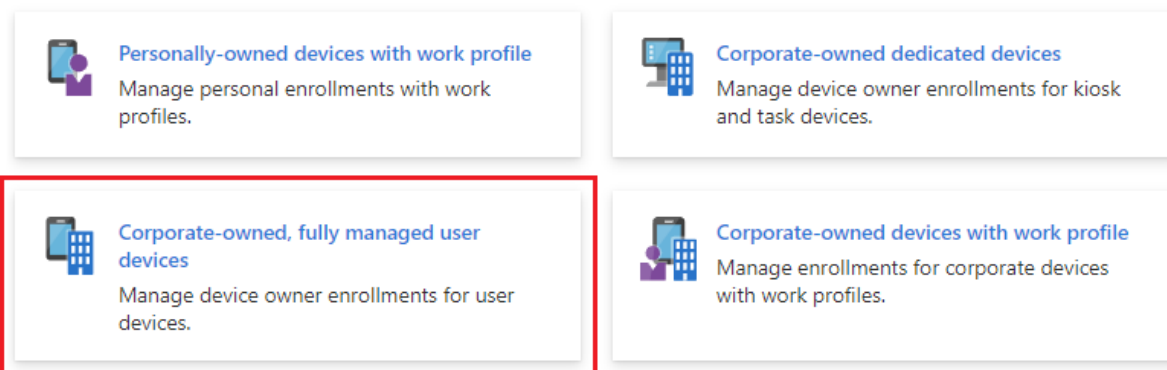 Personally-owned devices with work profile
Manage personal enrollments with work
profiles.
Corporate-owned dedicated devices
Manage device owner enrollments for kiosk
and task devices.
Corporate-owned, fully managed user
devices
Manage device owner enrollments for user
devices.
Corporate-owned devices with work profile
Manage enrollments for corporate devices
with work profiles.